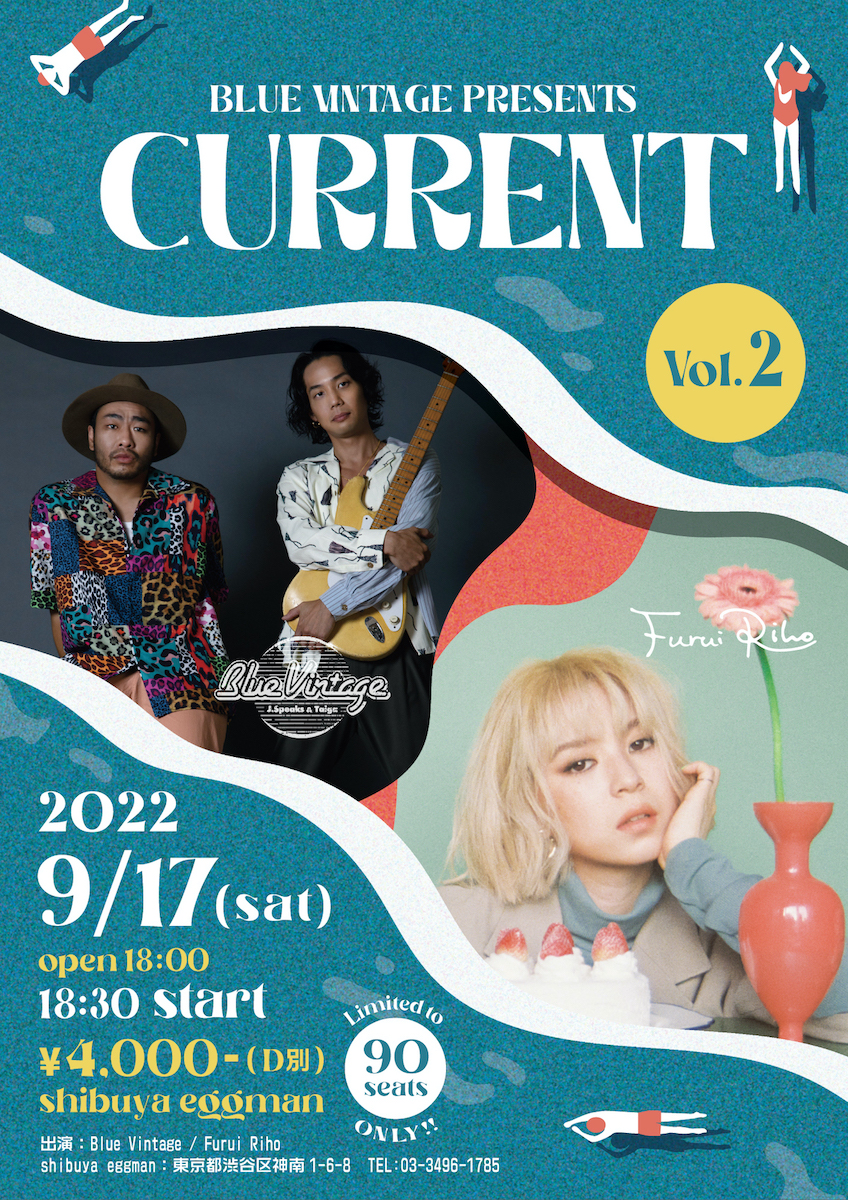 BLUE VINTAGE PRESENTS
CURRENT
Vol.2
Furui Riho
Blue Vintage
J.Speaks & Taiga
2022
9/17(sat)
open 18:00
18:30 start
¥4,000-(D別)
shibuya eggman
Limited to
90
seats
ONLY!!
出演：Blue Vintage / Furui Riho
shibuya eggman：東京都渋谷区神南1-6-8 TEL:03-3496-1785